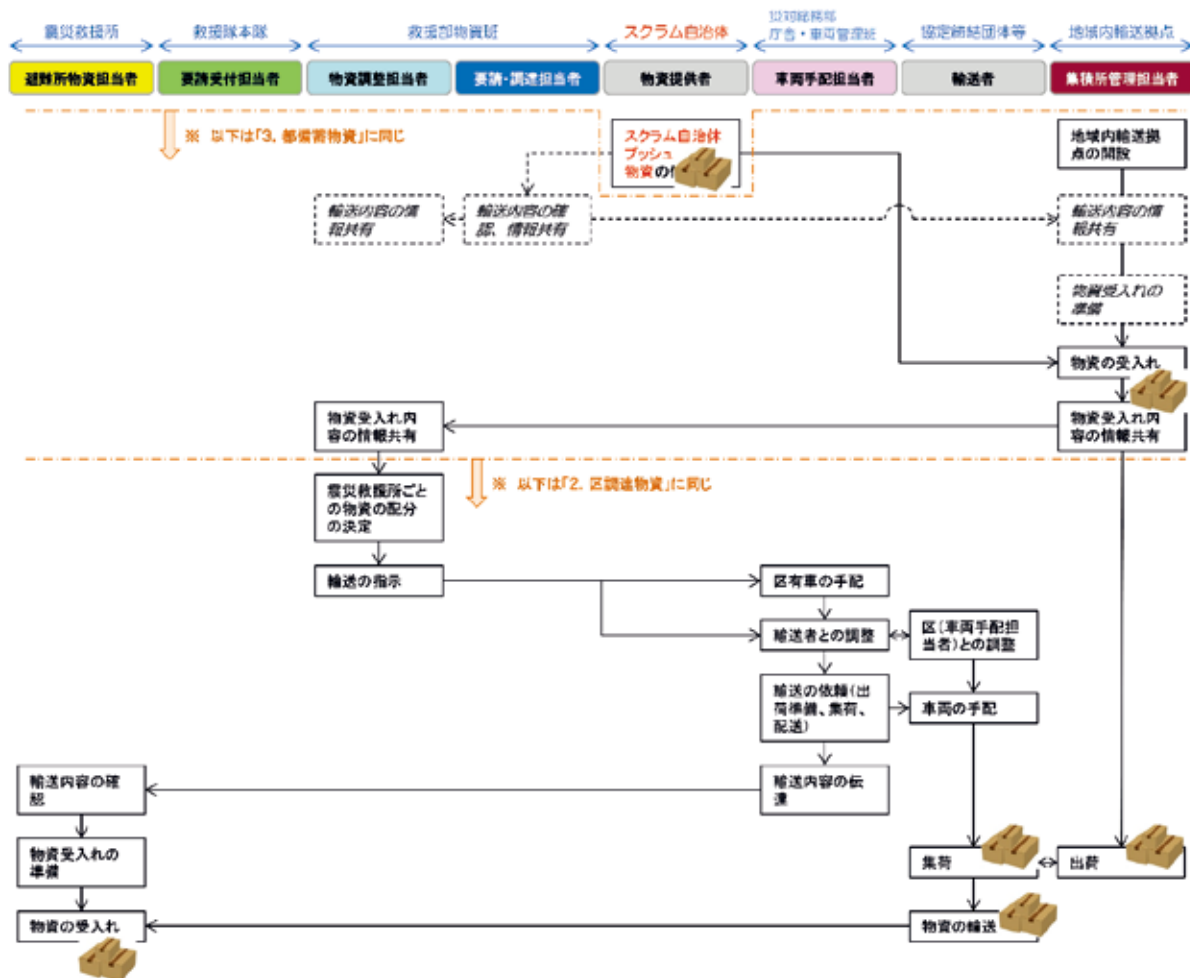 震災救援所
救援隊本隊
救援部物資班
スクラム自治体
災対総務部
庁舎・車両管理班
協定締結団体等
地域内輸送拠点
避難所物資担当者
要請受付担当者
物資調整担当者
要請・調達担当者
物資提供者
車両手配担当者
輸送者
集積所管理担当者
※ 以下は「3. 都備蓄物資」に同じ
スクラム自治体
プッシュ
物資の
地域内輸送拠
点の開設
輸送内容の情
報共有
輸送内容の確
認、情報共有
輸送内容の情
報共有
物資受入れの
準備
物資の受入れ
物資受入れ内
容の情報共有
物資受入れ内
容の情報共有
※ 以下は「2. 区調達物資」に同じ
震災救援所ごと
の物資の配分
の決定
輸送の指示
区有車の手配
輸送者との調整
区(車両手配担
当者)との調整
輸送の依頼(出
荷準備、集荷、
配送)
車両の手配
輸送内容の確
認
輸送内容の伝
達
物資受入れの
準備
集荷
出荷
物資の受入れ
物資の輸送